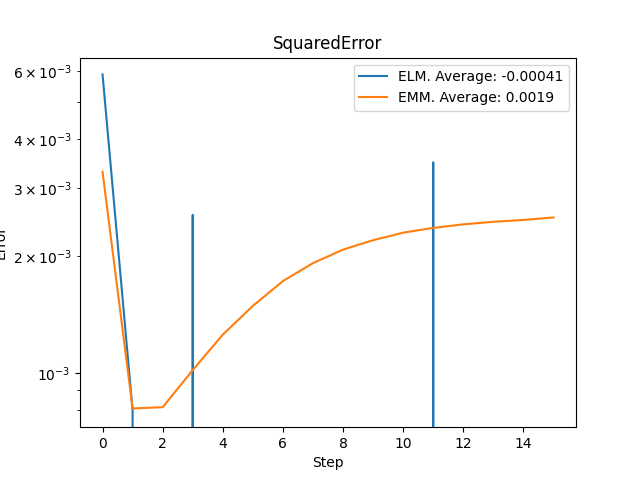 SquaredError
ELM. Average: -0.00041
EMM. Average: 0.0019
6 × 10⁻³
4 × 10⁻³
3 × 10⁻³
2 × 10⁻³
10⁻³
Error
0 2 4 6 8 10 12 14
Step